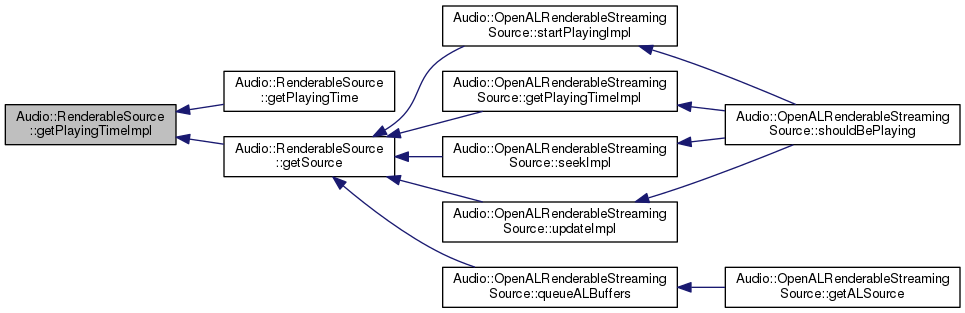 Audio::RenderableSource
::getPlayingTimeImpl
Audio::RenderableSource
::getPlayingTime
Audio::RenderableSource
::getSource
Audio::OpenALRenderableStreaming
Source::startPlayingImpl
Audio::OpenALRenderableStreaming
Source::getPlayingTimeImpl
Audio::OpenALRenderableStreaming
Source::seekImpl
Audio::OpenALRenderableStreaming
Source::updateImpl
Audio::OpenALRenderableStreaming
Source::queueALBuffers
Audio::OpenALRenderableStreaming
Source::shouldBePlaying
Audio::OpenALRenderableStreaming
Source::getALSource